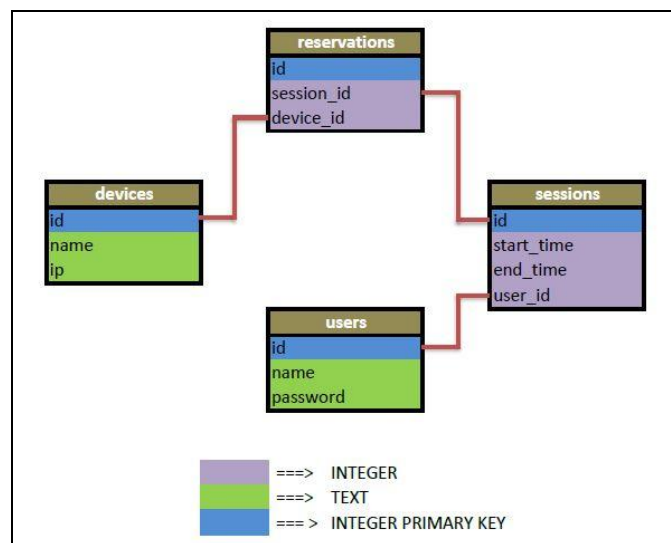 reservations
id
session_id
device_id
devices
id
name
ip
sessions
id
start_time
end_time
user_id
users
id
name
password
===> INTEGER
===> TEXT
=== > INTEGER PRIMARY KEY